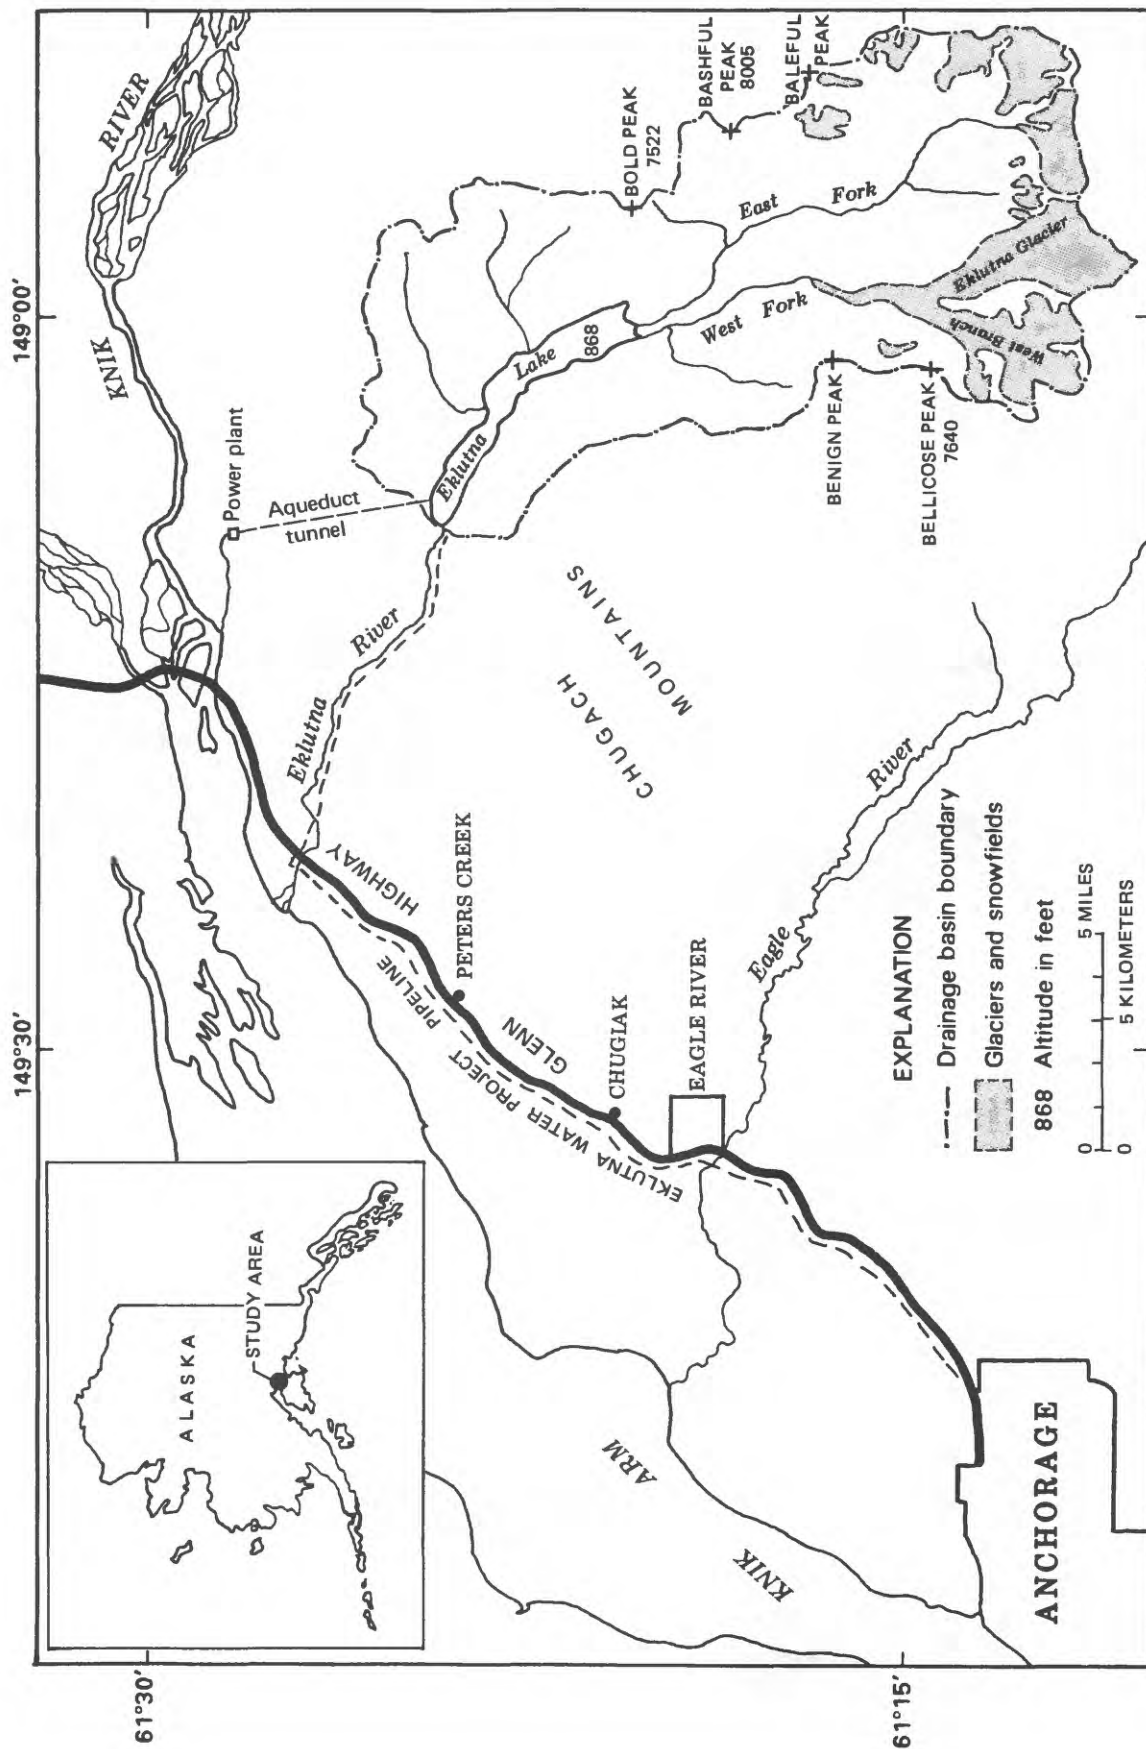 149°30'
149°00'
61°30'
61°15'
ALASKA
STUDY AREA
KNIK
RIVER
Power plant
Aqueduct
tunnel
Eklutna
River
Eklutna
Lake
868
BOLD PEAK
7522
BASHFUL
PEAK
8005
BALEFUL
PEAK
East Fork
West Fork
Eklutna Glacier
West Branch
BENIGN PEAK
BELLICOSE PEAK
7640
CHUGACH
MOUNTAINS
GLENN
HIGHWAY
EKLUTNA WATER PROJECT PIPELINE
PETERS CREEK
CHUGIAK
EAGLE RIVER
Eagle
River
KNIK
ARM
ANCHORAGE
EXPLANATION
Drainage basin boundary
Glaciers and snowfields
868 Altitude in feet
0 5 MILES
0 5 KILOMETERS